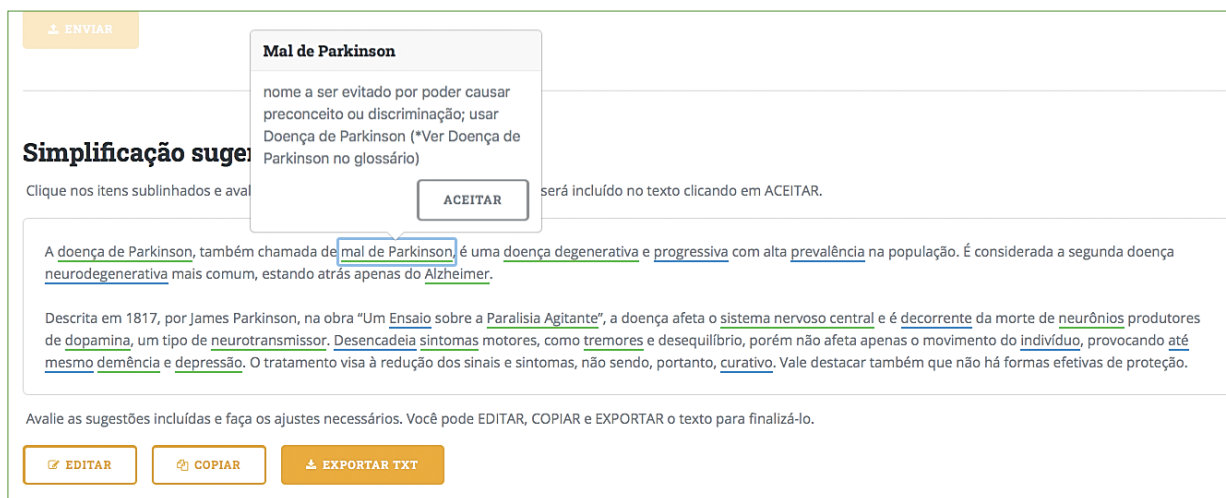 ENVIAR
Mal de Parkinson
nome a ser evitado por poder causar
preconceito ou discriminação; usar
Doença de Parkinson (*Ver Doença de
Parkinson no glossário)
ACEITAR
Simplificação suge
Clique nos itens sublinhados e aval será incluído no texto clicando em ACEITAR.
A doença de Parkinson, também chamada de mal de Parkinson, é uma doença degenerativa e progressiva com alta prevalência na população. É considerada a segunda doença
neurodegenerativa mais comum, estando atrás apenas do Alzheimer.
Descrita em 1817, por James Parkinson, na obra “Um Ensaio sobre a Paralisia Agitante”, a doença afeta o sistema nervoso central e é decorrente da morte de neurônios produtores
de dopamina, um tipo de neurotransmissor. Desencadeia sintomas motores, como tremores e desequilíbrio, porém não afeta apenas o movimento do indivíduo, provocando até
mesmo demência e depressão. O tratamento visa à redução dos sinais e sintomas, não sendo, portanto, curativo. Vale destacar também que não há formas efetivas de proteção.
Avalie as sugestões incluídas e faça os ajustes necessários. Você pode EDITAR, COPIAR e EXPORTAR o texto para finalizá-lo.
EDITAR COPIAR EXPORTAR TXT